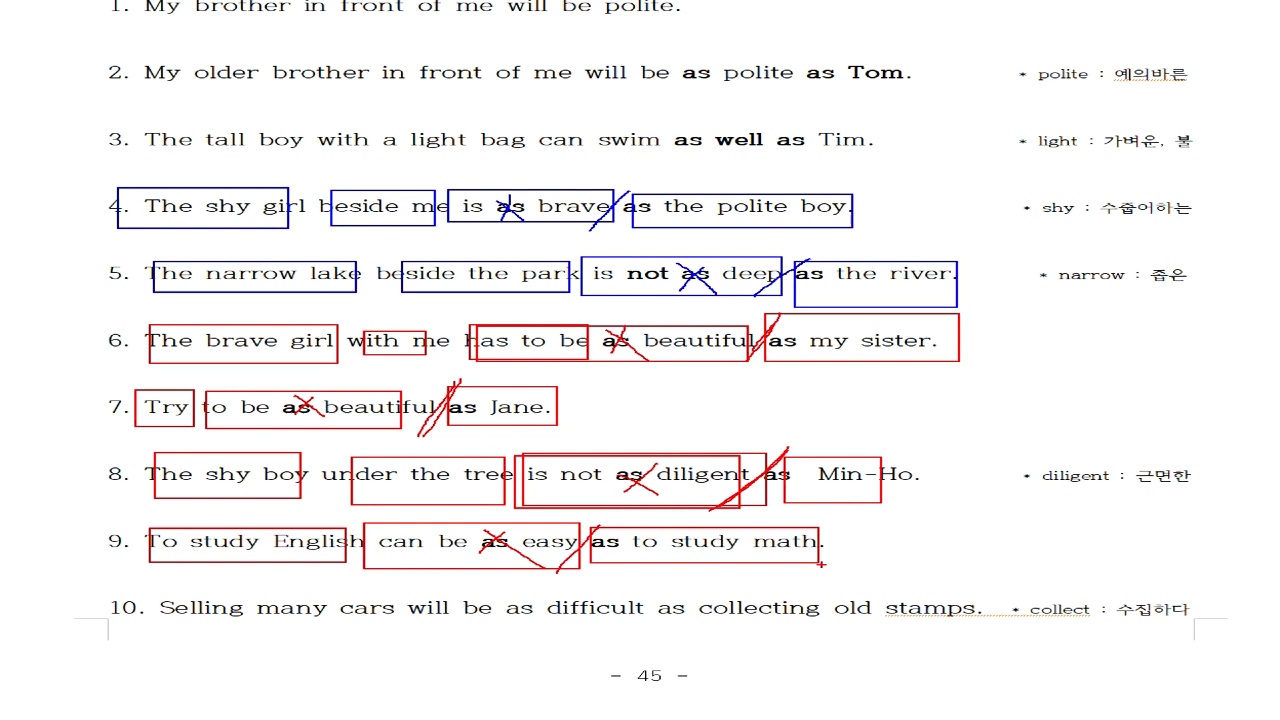 1. My brother in front of me will be polite.
2. My older brother in front of me will be as polite as Tom. * polite : 예의바른
3. The tall boy with a light bag can swim as well as Tim. * light : 가벼운, 불
4. The shy girl beside me is as brave as the polite boy. * shy : 수줍어하는
5. The narrow lake beside the park is not as deep as the river. * narrow : 좁은
6. The brave girl with me has to be as beautiful as my sister.
7. Try to be as beautiful as Jane.
8. The shy boy under the tree is not as diligent as Min-Ho. * diligent : 근면한
9. To study English can be as easy as to study math.
10. Selling many cars will be as difficult as collecting old stamps. * collect : 수집하다
- 45 -